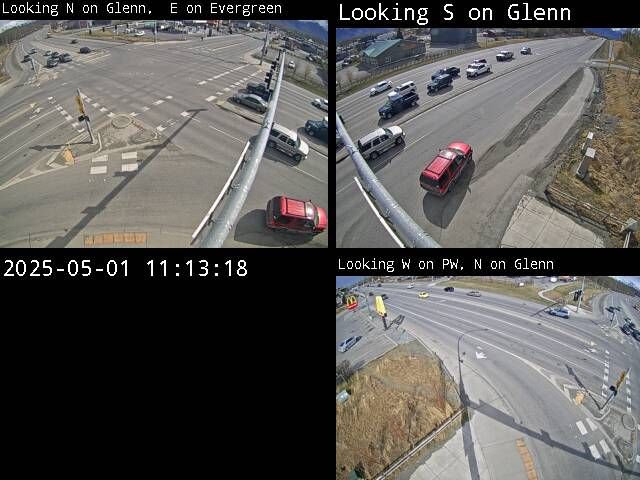 Looking N on Glenn,  E on Evergreen
Looking S on Glenn
2025-05-01 11:13:18
Looking W on PW, N on Glenn